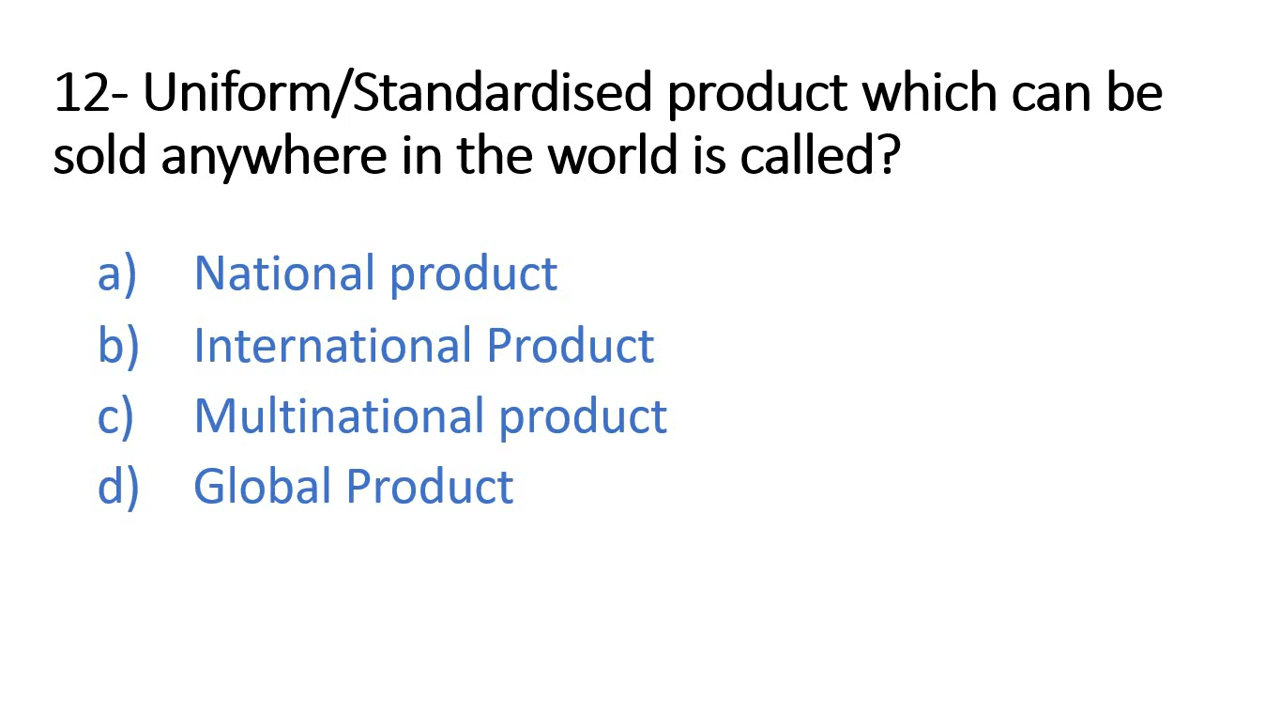 12- Uniform/Standardised product which can be
sold anywhere in the world is called?
a) National product
b) International Product
c) Multinational product
d) Global Product